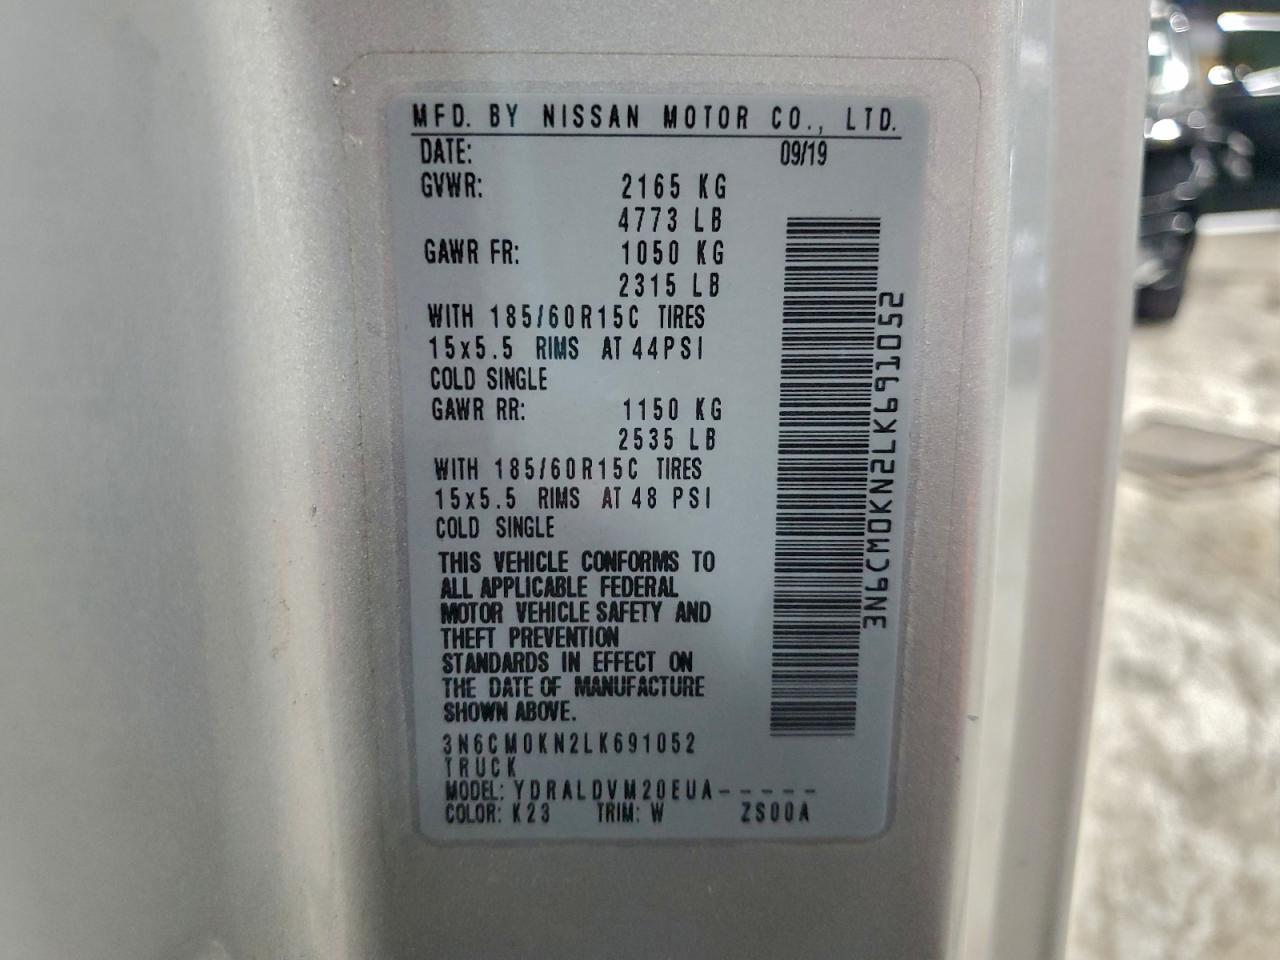 MFD. BY NISSAN MOTOR CO., LTD.
DATE: 09/19
GVWR: 2165 KG
4773 LB
GAWR FR: 1050 KG
2315 LB
WITH 185/60R15C TIRES
15x5.5 RIMS AT 44PSI
COLD SINGLE
GAWR RR: 1150 KG
2535 LB
WITH 185/60R15C TIRES
15x5.5 RIMS AT 48 PSI
COLD SINGLE
THIS VEHICLE CONFORMS TO
ALL APPLICABLE FEDERAL
MOTOR VEHICLE SAFETY AND
THEFT PREVENTION
STANDARDS IN EFFECT ON
THE DATE OF MANUFACTURE
SHOWN ABOVE.
3N6CM0KN2LK691052
TRUCK
MODEL: YDRALDVM20EUA-----
COLOR: K23 TRIM: W ZS00A
3N6CM0KN2LK691052